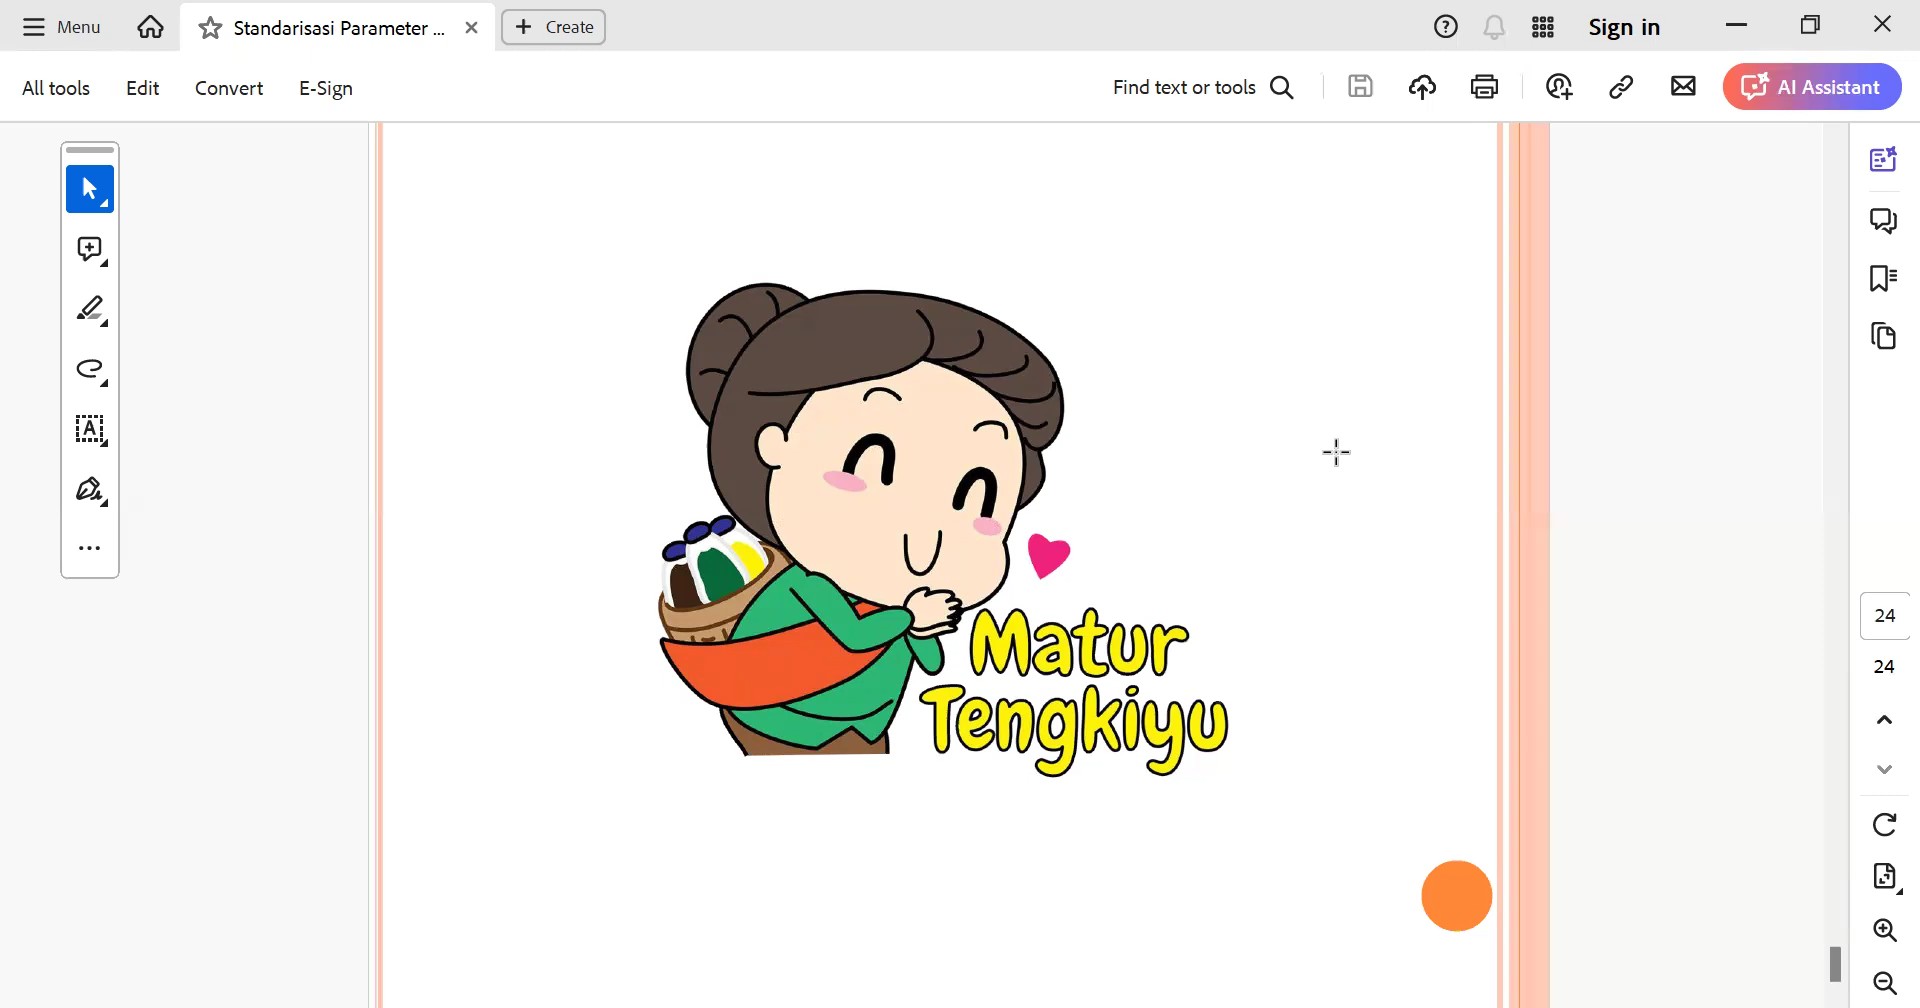 Menu
Standarisasi Parameter ...
Create
Sign in
All tools
Edit
Convert
E-Sign
Find text or tools
AI Assistant
A
Matur
Tengkiyu
24
24